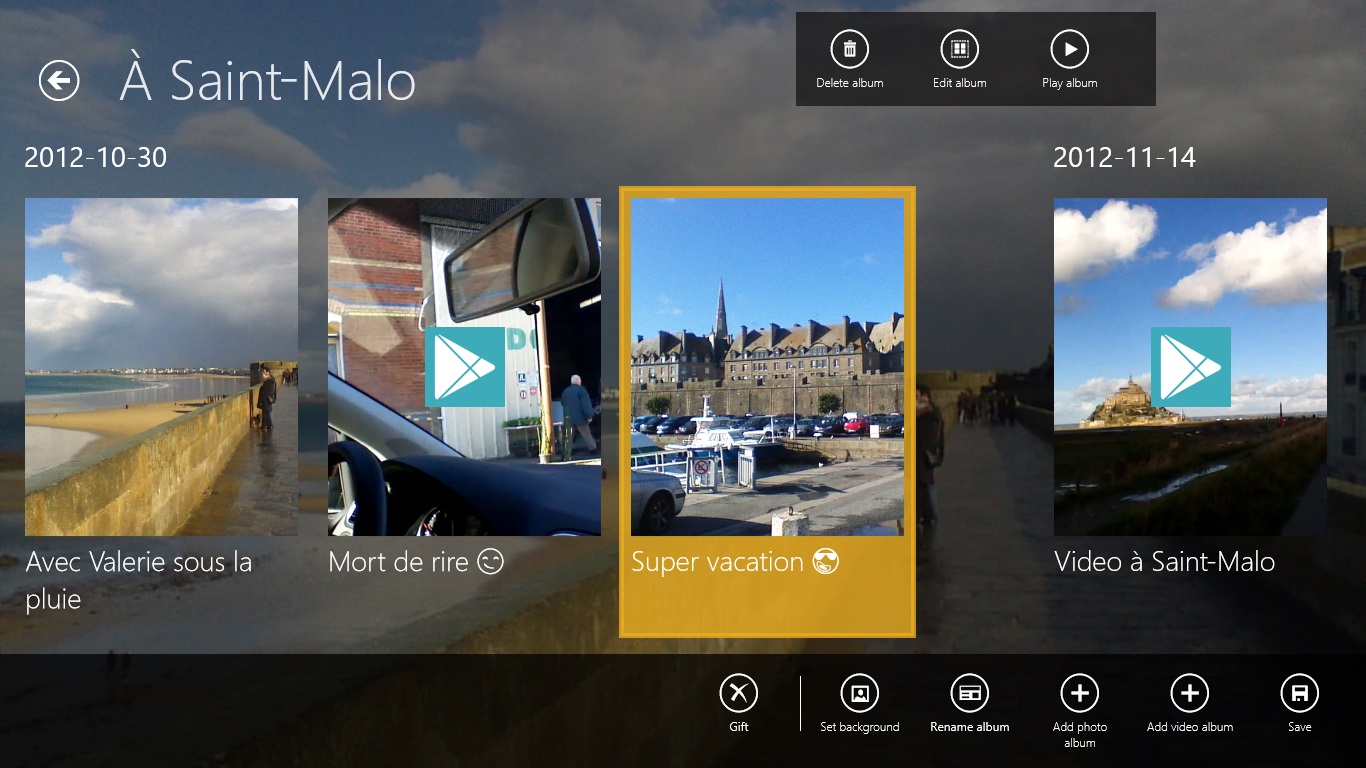 À Saint-Malo
Delete album
Edit album
Play album
2012-10-30
2012-11-14
Avec Valerie sous la
pluie
Mort de rire 😉
Super vacation 😎
Video à Saint-Malo
Gift
Set background
Rename album
Add photo
album
Add video album
Save